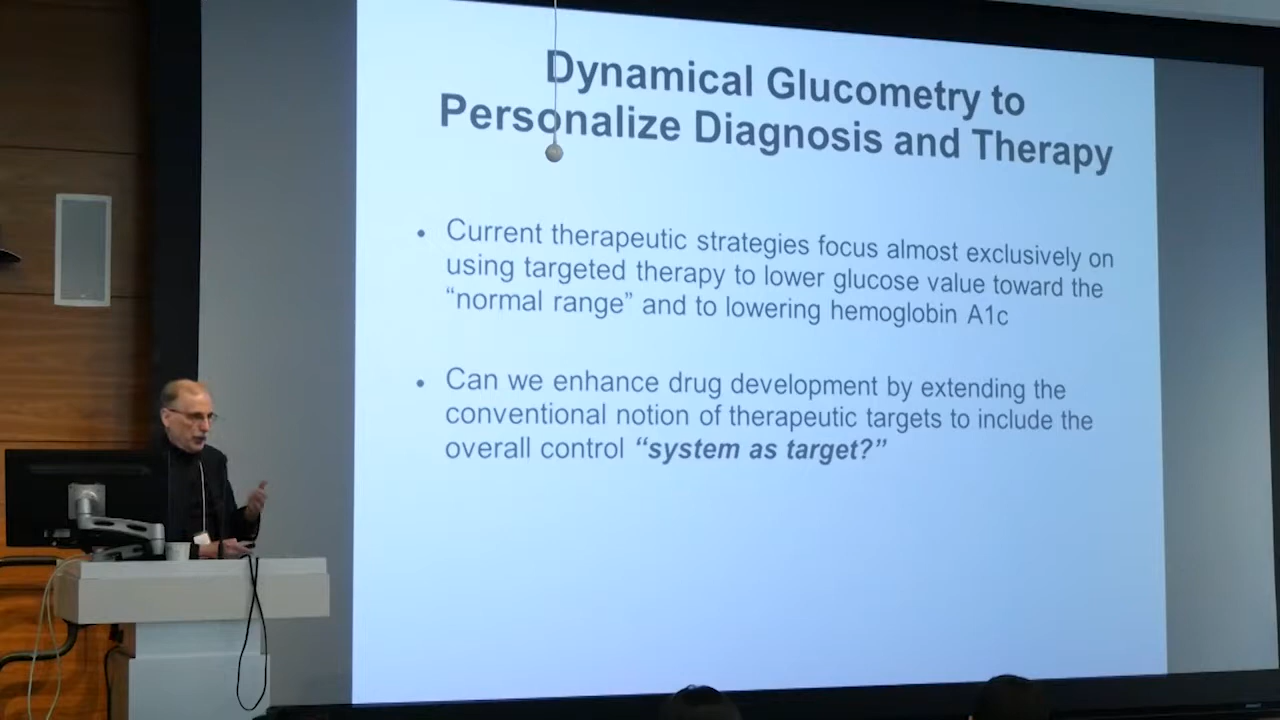 Dynamical Glucometry to
Personalize Diagnosis and Therapy
• Current therapeutic strategies focus almost exclusively on
using targeted therapy to lower glucose value toward the
“normal range” and to lowering hemoglobin A1c
• Can we enhance drug development by extending the
conventional notion of therapeutic targets to include the
overall control “system as target?”